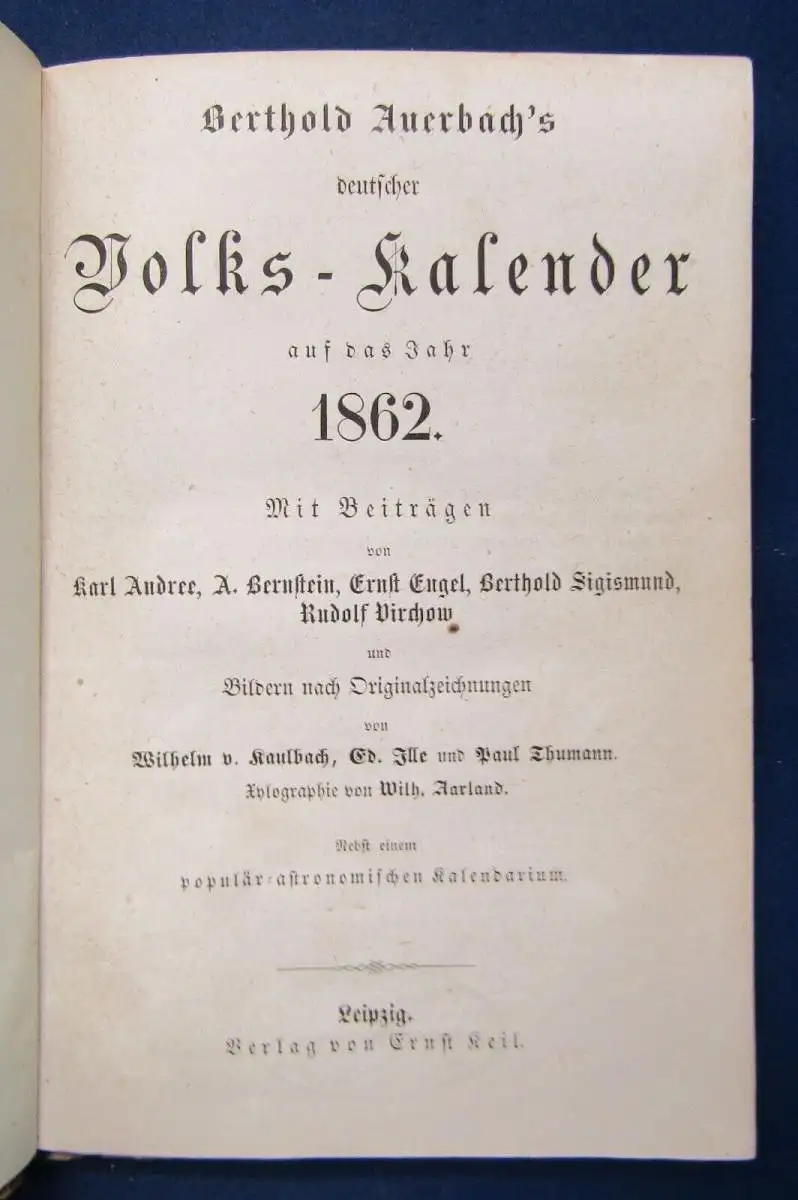 Berthold Auerbach's
deutscher
Volks-Kalender
auf das Jahr
1862.
Mit Beiträgen
von
Karl Andree, A. Bernstein, Ernst Engel, Berthold Sigismund,
Rudolf Virchow
und
Bildern nach Originalzeichnungen
von
Wilhelm v. Kaulbach, Ed. Ille und Paul Thumann.
Xylographie von Wilh. Aarland.
Nebst einem
populär-astronomischen Kalendarium.
Leipzig.
Verlag von Ernst Keil.